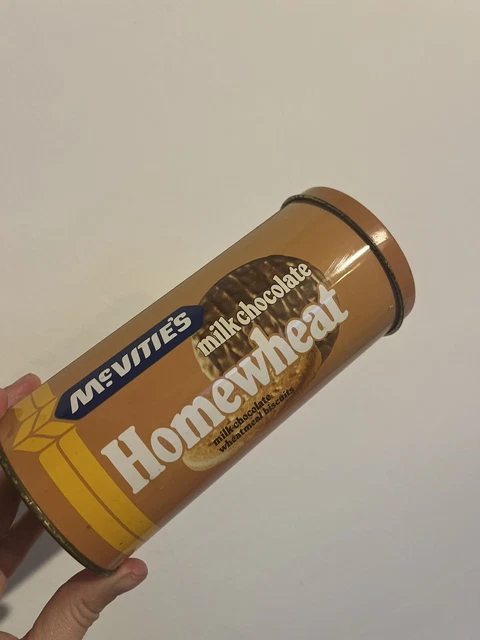 McVITIE'S
milk chocolate
Homewheat
milk chocolate
wheatmeal biscuits